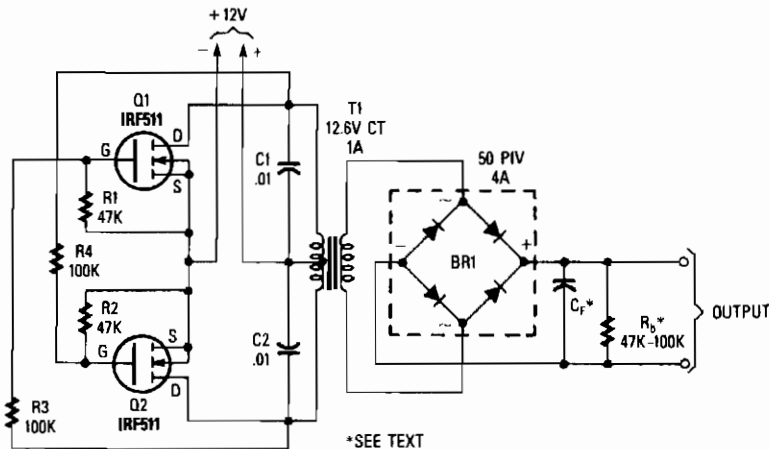 +12V
− +
Q1
IRF511
D
G
S
R1
47K
R4
100K
R2
47K
S
G
D
Q2
IRF511
R3
100K
C1
.01
C2
.01
T1
12.6V CT
1A
50 PIV
4A
~
− +
BR1
~
CF*
Rb*
47K-100K
OUTPUT
*SEE TEXT